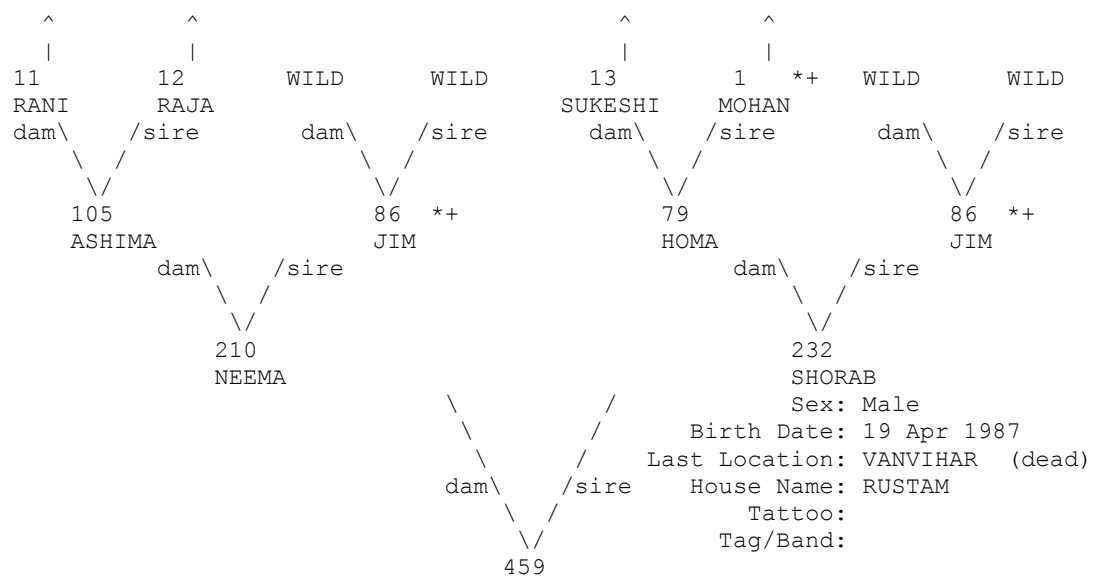 ^ ^ ^ ^
| | | |
11 12 WILD WILD 13 1 *+ WILD WILD
RANI RAJA SUKESHI MOHAN
dam\ /sire dam\ /sire dam\ /sire dam\ /sire
\ / \ / \ / \ /
\/ \/ \/ \/
105 86 *+ 79 86 *+
ASHIMA JIM HOMA JIM
dam\ /sire dam\ /sire
\ / \ /
\/ \/
210 232
NEEMA SHORAB
\ / Sex: Male
\ / Birth Date: 19 Apr 1987
\ / Last Location: VANVIHAR (dead)
dam\ /sire House Name: RUSTAM
\ / Tattoo:
\/ Tag/Band:
459